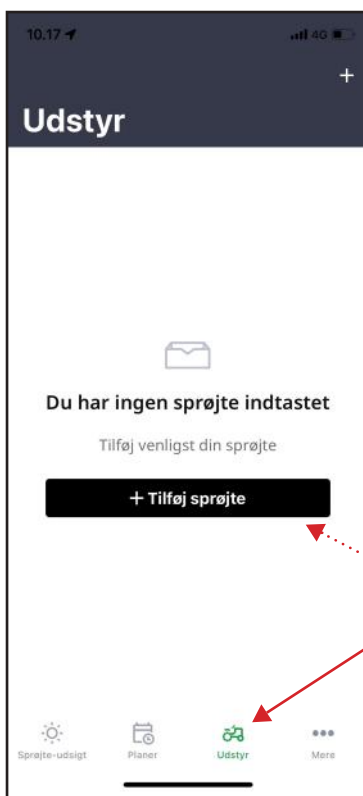 10.17
4G
+
Udstyr
Du har ingen sprøjte indtastet
Tilføj venligst din sprøjte
+ Tilføj sprøjte
Sprøjte-udsigt Planer Udstyr Mere